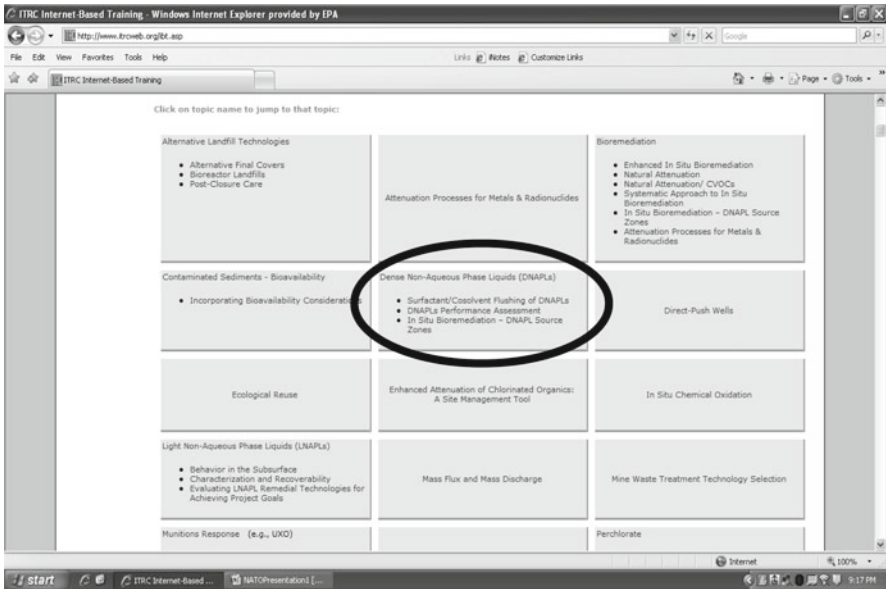 ITRC Internet-Based Training - Windows Internet Explorer provided by EPA
http://www.itrcweb.org/ibt.asp
Google
File Edit View Favorites Tools Help
Links iNotes Customize Links
ITRC Internet-Based Training
Page Tools
Click on topic name to jump to that topic:
Alternative Landfill Technologies
• Alternative Final Covers
• Bioreactor Landfills
• Post-Closure Care
Attenuation Processes for Metals & Radionuclides
Bioremediation
• Enhanced In Situ Bioremediation
• Natural Attenuation
• Natural Attenuation/ CVOCs
• Systematic Approach to In Situ
Bioremediation
• In Situ Bioremediation – DNAPL Source
Zones
• Attenuation Processes for Metals &
Radionuclides
Contaminated Sediments - Bioavailability
• Incorporating Bioavailability Considerations
Dense Non-Aqueous Phase Liquids (DNAPLs)
• Surfactant/Cosolvent Flushing of DNAPLs
• DNAPLs Performance Assessment
• In Situ Bioremediation – DNAPL Source
Zones
Direct-Push Wells
Ecological Reuse
Enhanced Attenuation of Chlorinated Organics:
A Site Management Tool
In Situ Chemical Oxidation
Light Non-Aqueous Phase Liquids (LNAPLs)
• Behavior in the Subsurface
• Characterization and Recoverability
• Evaluating LNAPL Remedial Technologies for
Achieving Project Goals
Mass Flux and Mass Discharge
Mine Waste Treatment Technology Selection
Munitions Response (e.g., UXO)
Perchlorate
Internet
100%
start
ITRC Internet-Based ...
NATOPresentation1 [...
9:17 PM